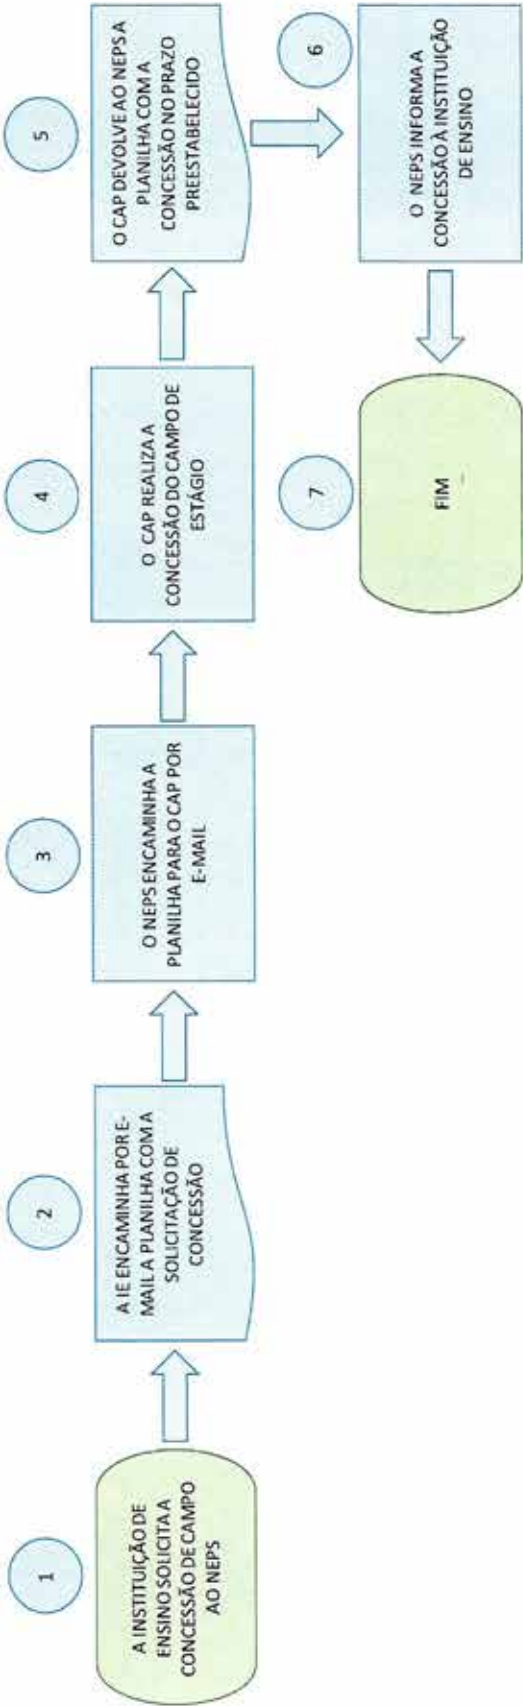 1
A INSTITUIÇÃO DE
ENSINO SOLICITA A
CONCESSÃO DE CAMPO
AO NEPS
2
A IE ENCAMINHA POR E-
MAIL A PLANILHA COM A
SOLICITAÇÃO DE
CONCESSÃO
3
O NEPS ENCAMINHA A
PLANILHA PARA O CAP POR
E-MAIL
4
O CAP REALIZA A
CONCESSÃO DO CAMPO DE
ESTÁGIO
5
O CAP DEVOLVE AO NEPS A
PLANILHA COM A
CONCESSÃO NO PRAZO
PREESTABELECIDO
6
O NEPS INFORMA A
CONCESSÃO À INSTITUIÇÃO
DE ENSINO
7
FIM